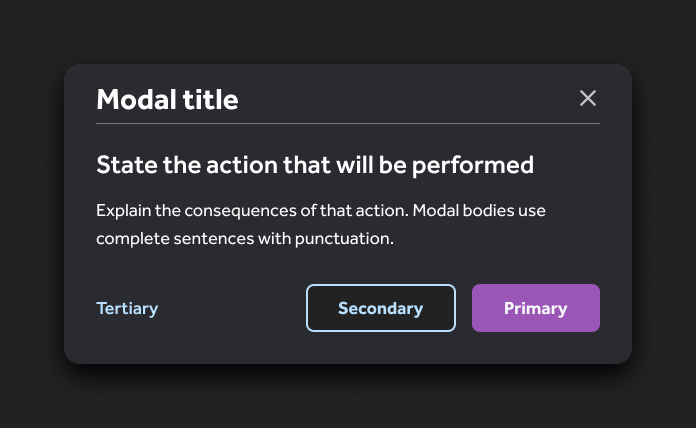 Modal title
State the action that will be performed
Explain the consequences of that action. Modal bodies use
complete sentences with punctuation.
Tertiary
Secondary
Primary